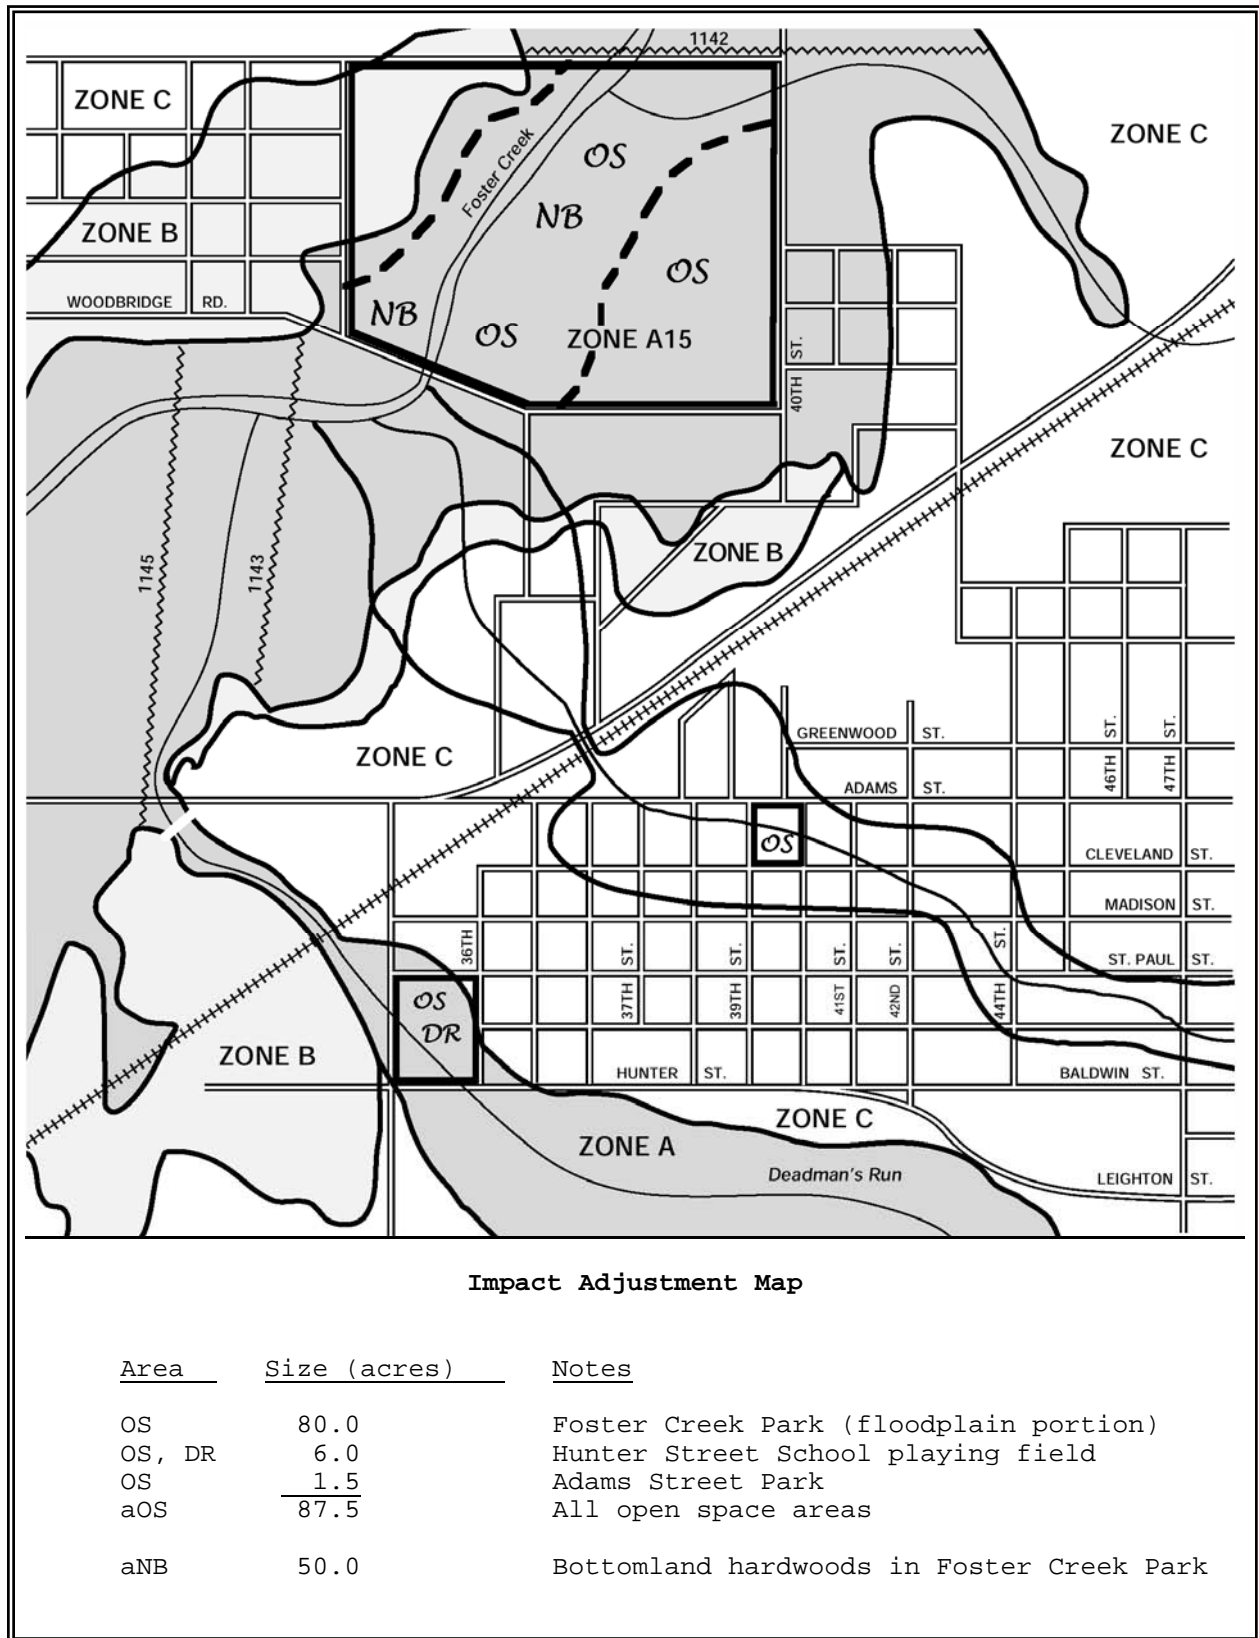 1142
ZONE C
ZONE C
OS
Foster Creek
NB
ZONE B
OS
WOODBRIDGE RD.
NB
OS
ZONE A15
40TH ST.
ZONE C
1145
1143
ZONE B
GREENWOOD ST.
46TH ST.
47TH ST.
ZONE C
ADAMS ST.
OS
CLEVELAND ST.
MADISON ST.
36TH
37TH ST.
39TH ST.
41ST ST.
42ND ST.
44TH ST.
ST. PAUL ST.
OS
DR
ZONE B
HUNTER ST.
BALDWIN ST.
ZONE C
ZONE A
Deadman's Run
LEIGHTON ST.
Impact Adjustment Map
Area Size (acres) Notes
OS 80.0 Foster Creek Park (floodplain portion)
OS, DR 6.0 Hunter Street School playing field
OS 1.5 Adams Street Park
aOS 87.5 All open space areas
aNB 50.0 Bottomland hardwoods in Foster Creek Park